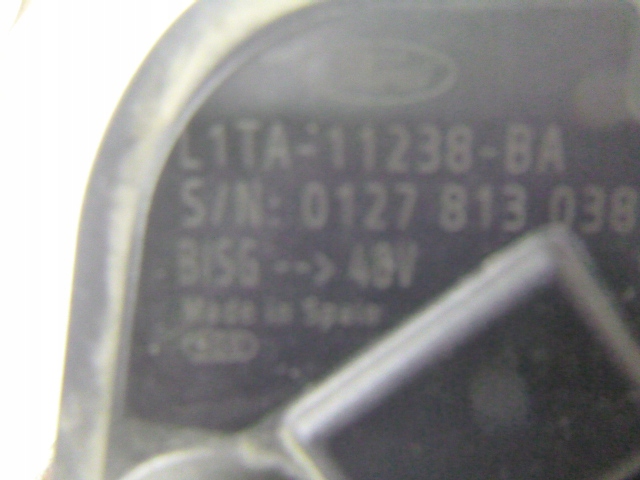 L1TA-11238-BA
S/N: 0127 813 038
BISG --> 48V
Made in Spain